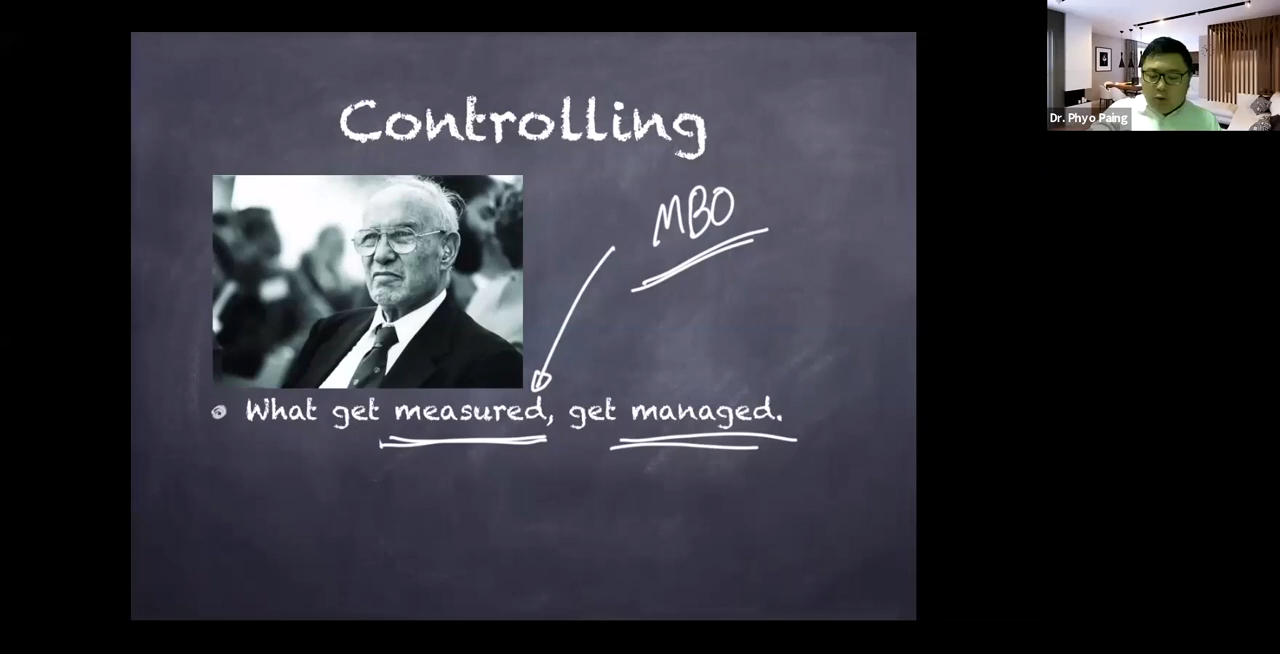 Controlling
MBO
What get measured, get managed.
Dr. Phyo Paing